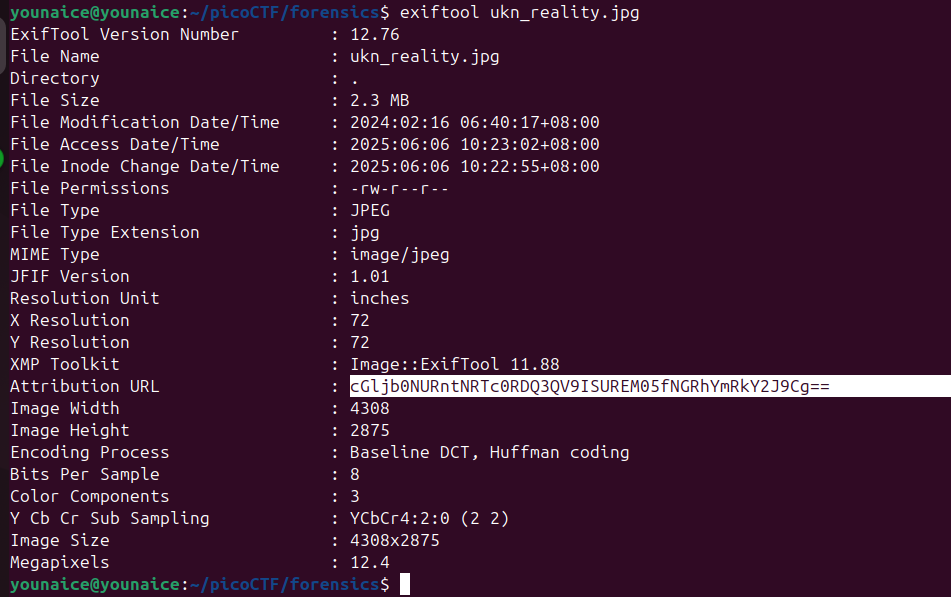 younaice@younaice:~/picoCTF/forensics$ exiftool ukn_reality.jpg
ExifTool Version Number         : 12.76
File Name                       : ukn_reality.jpg
Directory                       : .
File Size                       : 2.3 MB
File Modification Date/Time     : 2024:02:16 06:40:17+08:00
File Access Date/Time           : 2025:06:06 10:23:02+08:00
File Inode Change Date/Time     : 2025:06:06 10:22:55+08:00
File Permissions                : -rw-r--r--
File Type                       : JPEG
File Type Extension             : jpg
MIME Type                       : image/jpeg
JFIF Version                    : 1.01
Resolution Unit                 : inches
X Resolution                    : 72
Y Resolution                    : 72
XMP Toolkit                     : Image::ExifTool 11.88
Attribution URL                 : cGljb0NURntNRTc0RDQ3QV9ISUREM05fNGRhYmRkY2J9Cg==
Image Width                     : 4308
Image Height                    : 2875
Encoding Process                : Baseline DCT, Huffman coding
Bits Per Sample                 : 8
Color Components                : 3
Y Cb Cr Sub Sampling            : YCbCr4:2:0 (2 2)
Image Size                      : 4308x2875
Megapixels                      : 12.4
younaice@younaice:~/picoCTF/forensics$